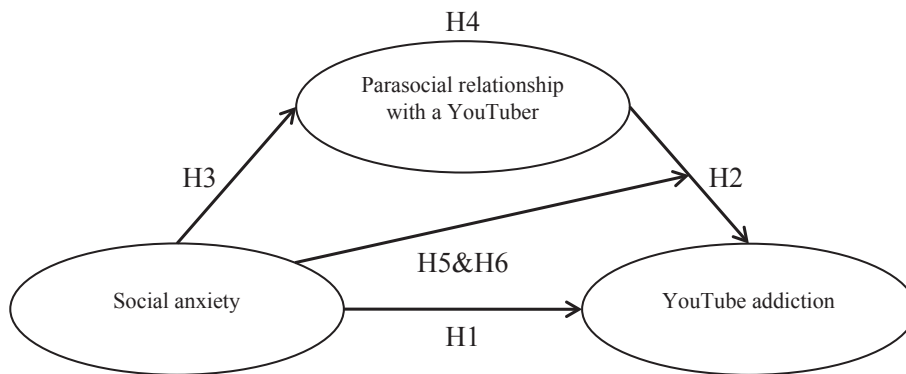 H4
Parasocial relationship
with a YouTuber
H3
H2
H5&H6
Social anxiety
YouTube addiction
H1